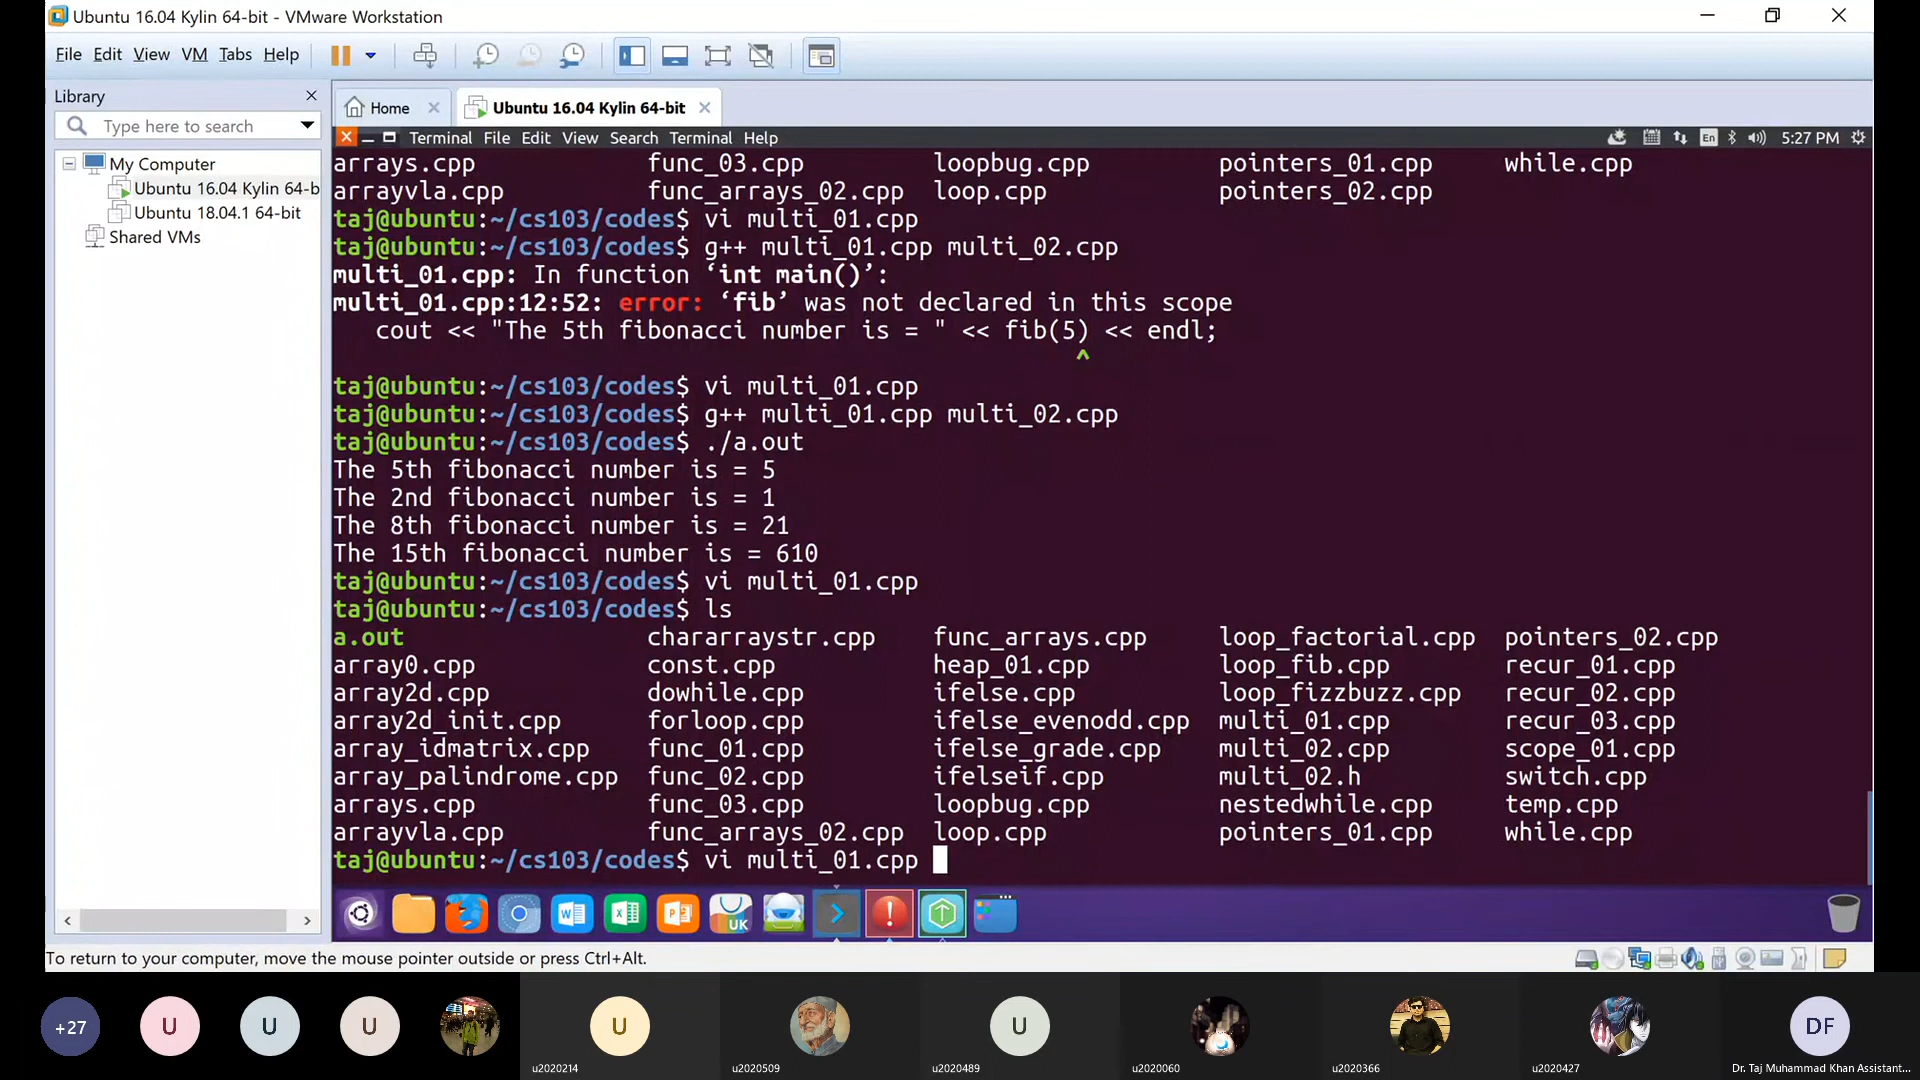 Ubuntu 16.04 Kylin 64-bit - VMware Workstation
File Edit View VM Tabs Help
Library
Type here to search
My Computer
Ubuntu 16.04 Kylin 64-b
Ubuntu 18.04.1 64-bit
Shared VMs
Home
Ubuntu 16.04 Kylin 64-bit
Terminal File Edit View Search Terminal Help
En
5:27 PM
arrays.cpp func_03.cpp loopbug.cpp pointers_01.cpp while.cpp
arrayvla.cpp func_arrays_02.cpp loop.cpp pointers_02.cpp
taj@ubuntu:~/cs103/codes$ vi multi_01.cpp
taj@ubuntu:~/cs103/codes$ g++ multi_01.cpp multi_02.cpp
multi_01.cpp: In function ‘int main()’:
multi_01.cpp:12:52: error: ‘fib’ was not declared in this scope
cout << "The 5th fibonacci number is = " << fib(5) << endl;
^
taj@ubuntu:~/cs103/codes$ vi multi_01.cpp
taj@ubuntu:~/cs103/codes$ g++ multi_01.cpp multi_02.cpp
taj@ubuntu:~/cs103/codes$ ./a.out
The 5th fibonacci number is = 5
The 2nd fibonacci number is = 1
The 8th fibonacci number is = 21
The 15th fibonacci number is = 610
taj@ubuntu:~/cs103/codes$ vi multi_01.cpp
taj@ubuntu:~/cs103/codes$ ls
a.out chararraystr.cpp func_arrays.cpp loop_factorial.cpp pointers_02.cpp
array0.cpp const.cpp heap_01.cpp loop_fib.cpp recur_01.cpp
array2d.cpp dowhile.cpp ifelse.cpp loop_fizzbuzz.cpp recur_02.cpp
array2d_init.cpp forloop.cpp ifelse_evenodd.cpp multi_01.cpp recur_03.cpp
array_idmatrix.cpp func_01.cpp ifelse_grade.cpp multi_02.cpp scope_01.cpp
array_palindrome.cpp func_02.cpp ifelseif.cpp multi_02.h switch.cpp
arrays.cpp func_03.cpp loopbug.cpp nestedwhile.cpp temp.cpp
arrayvla.cpp func_arrays_02.cpp loop.cpp pointers_01.cpp while.cpp
taj@ubuntu:~/cs103/codes$ vi multi_01.cpp
W X P UK
To return to your computer, move the mouse pointer outside or press Ctrl+Alt.
+27 U U U U U DF
u2020214 u2020509 u2020489 u2020060 u2020366 u2020427 Dr. Taj Muhammad Khan Assistant...